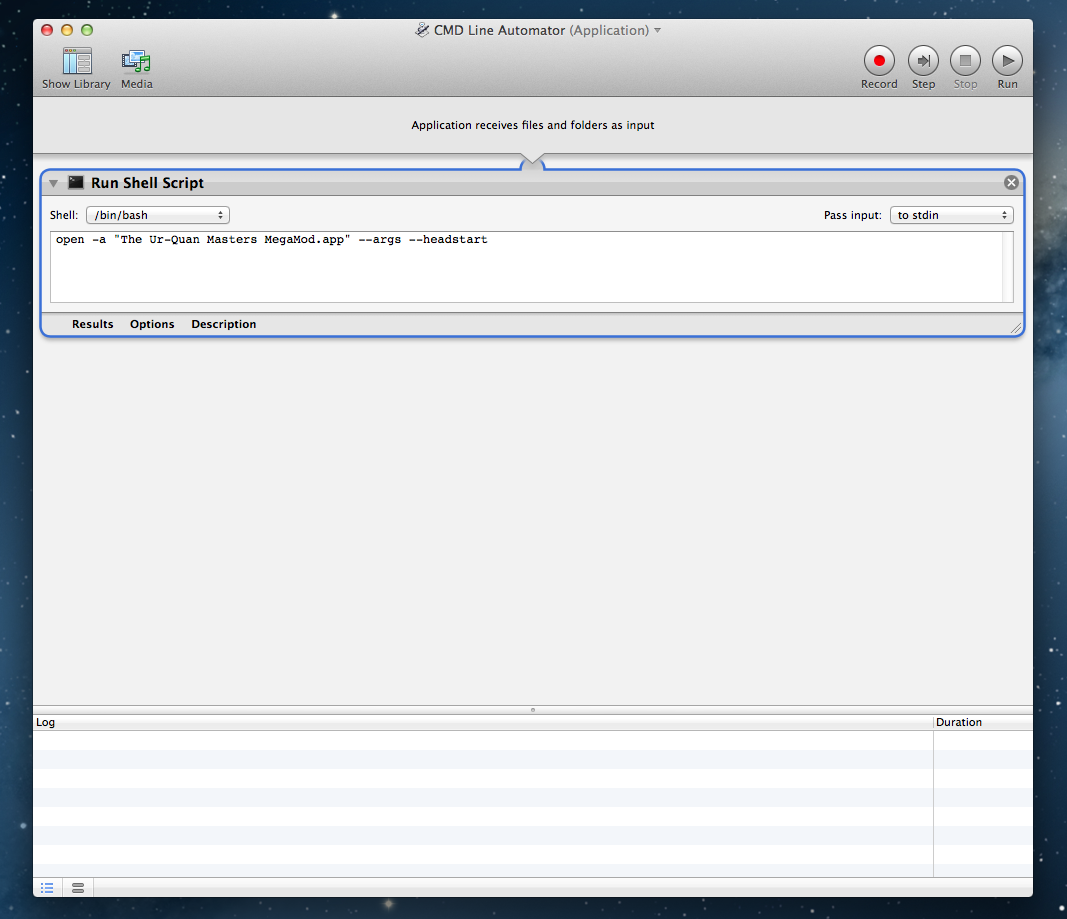 CMD Line Automator (Application)
Show Library Media Record Step Stop Run
Application receives files and folders as input
Run Shell Script
Shell: /bin/bash Pass input: to stdin
open -a "The Ur-Quan Masters MegaMod.app" --args --headstart
Results Options Description
Log Duration